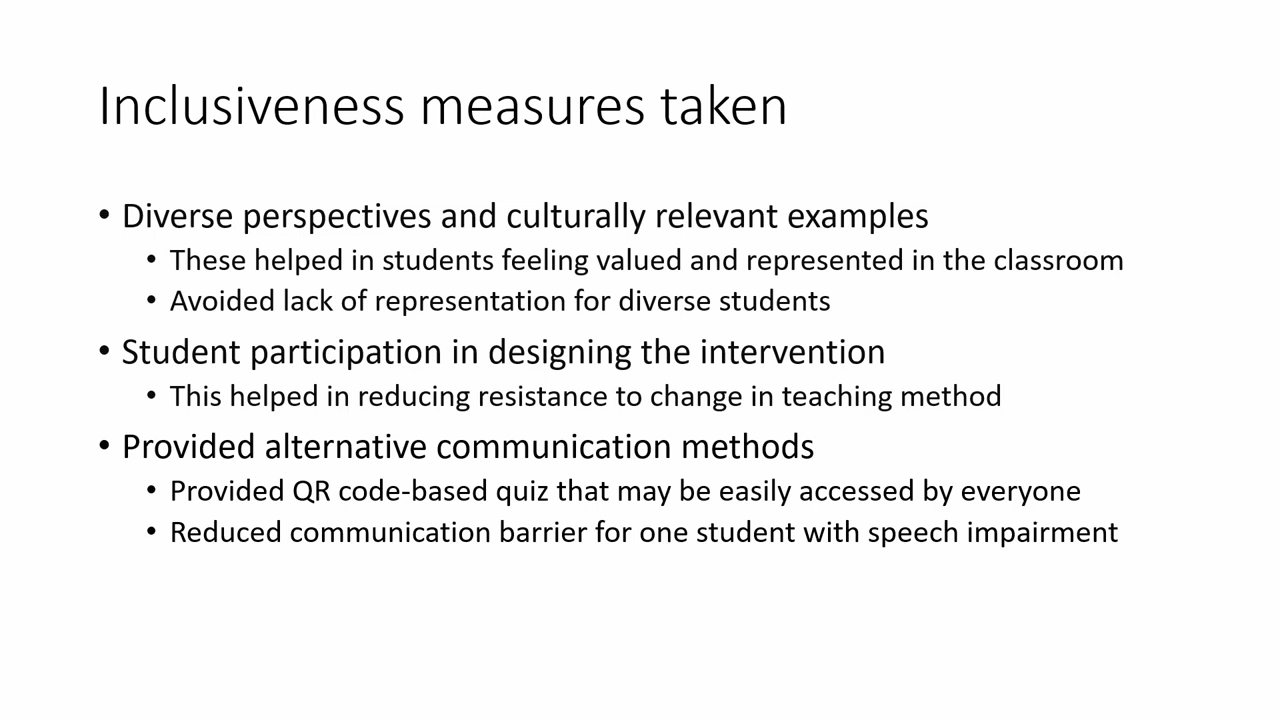 Inclusiveness measures taken
• Diverse perspectives and culturally relevant examples
• These helped in students feeling valued and represented in the classroom
• Avoided lack of representation for diverse students
• Student participation in designing the intervention
• This helped in reducing resistance to change in teaching method
• Provided alternative communication methods
• Provided QR code-based quiz that may be easily accessed by everyone
• Reduced communication barrier for one student with speech impairment